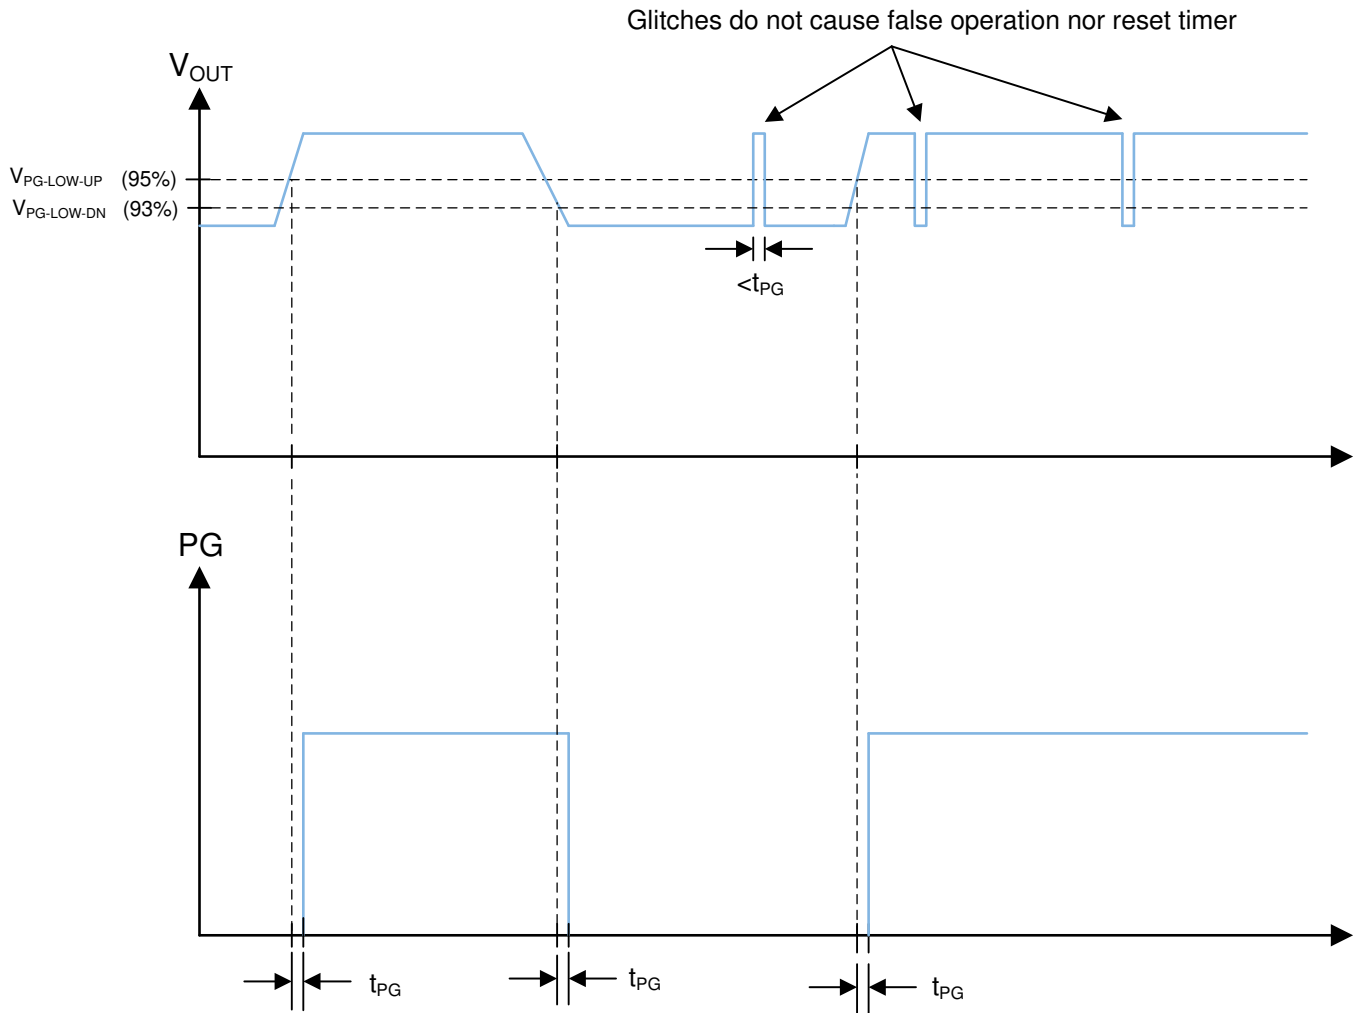 Glitches do not cause false operation nor reset timer
VOUT
VPG-LOW-UP (95%)
VPG-LOW-DN (93%)
<tPG
PG
tPG
tPG
tPG